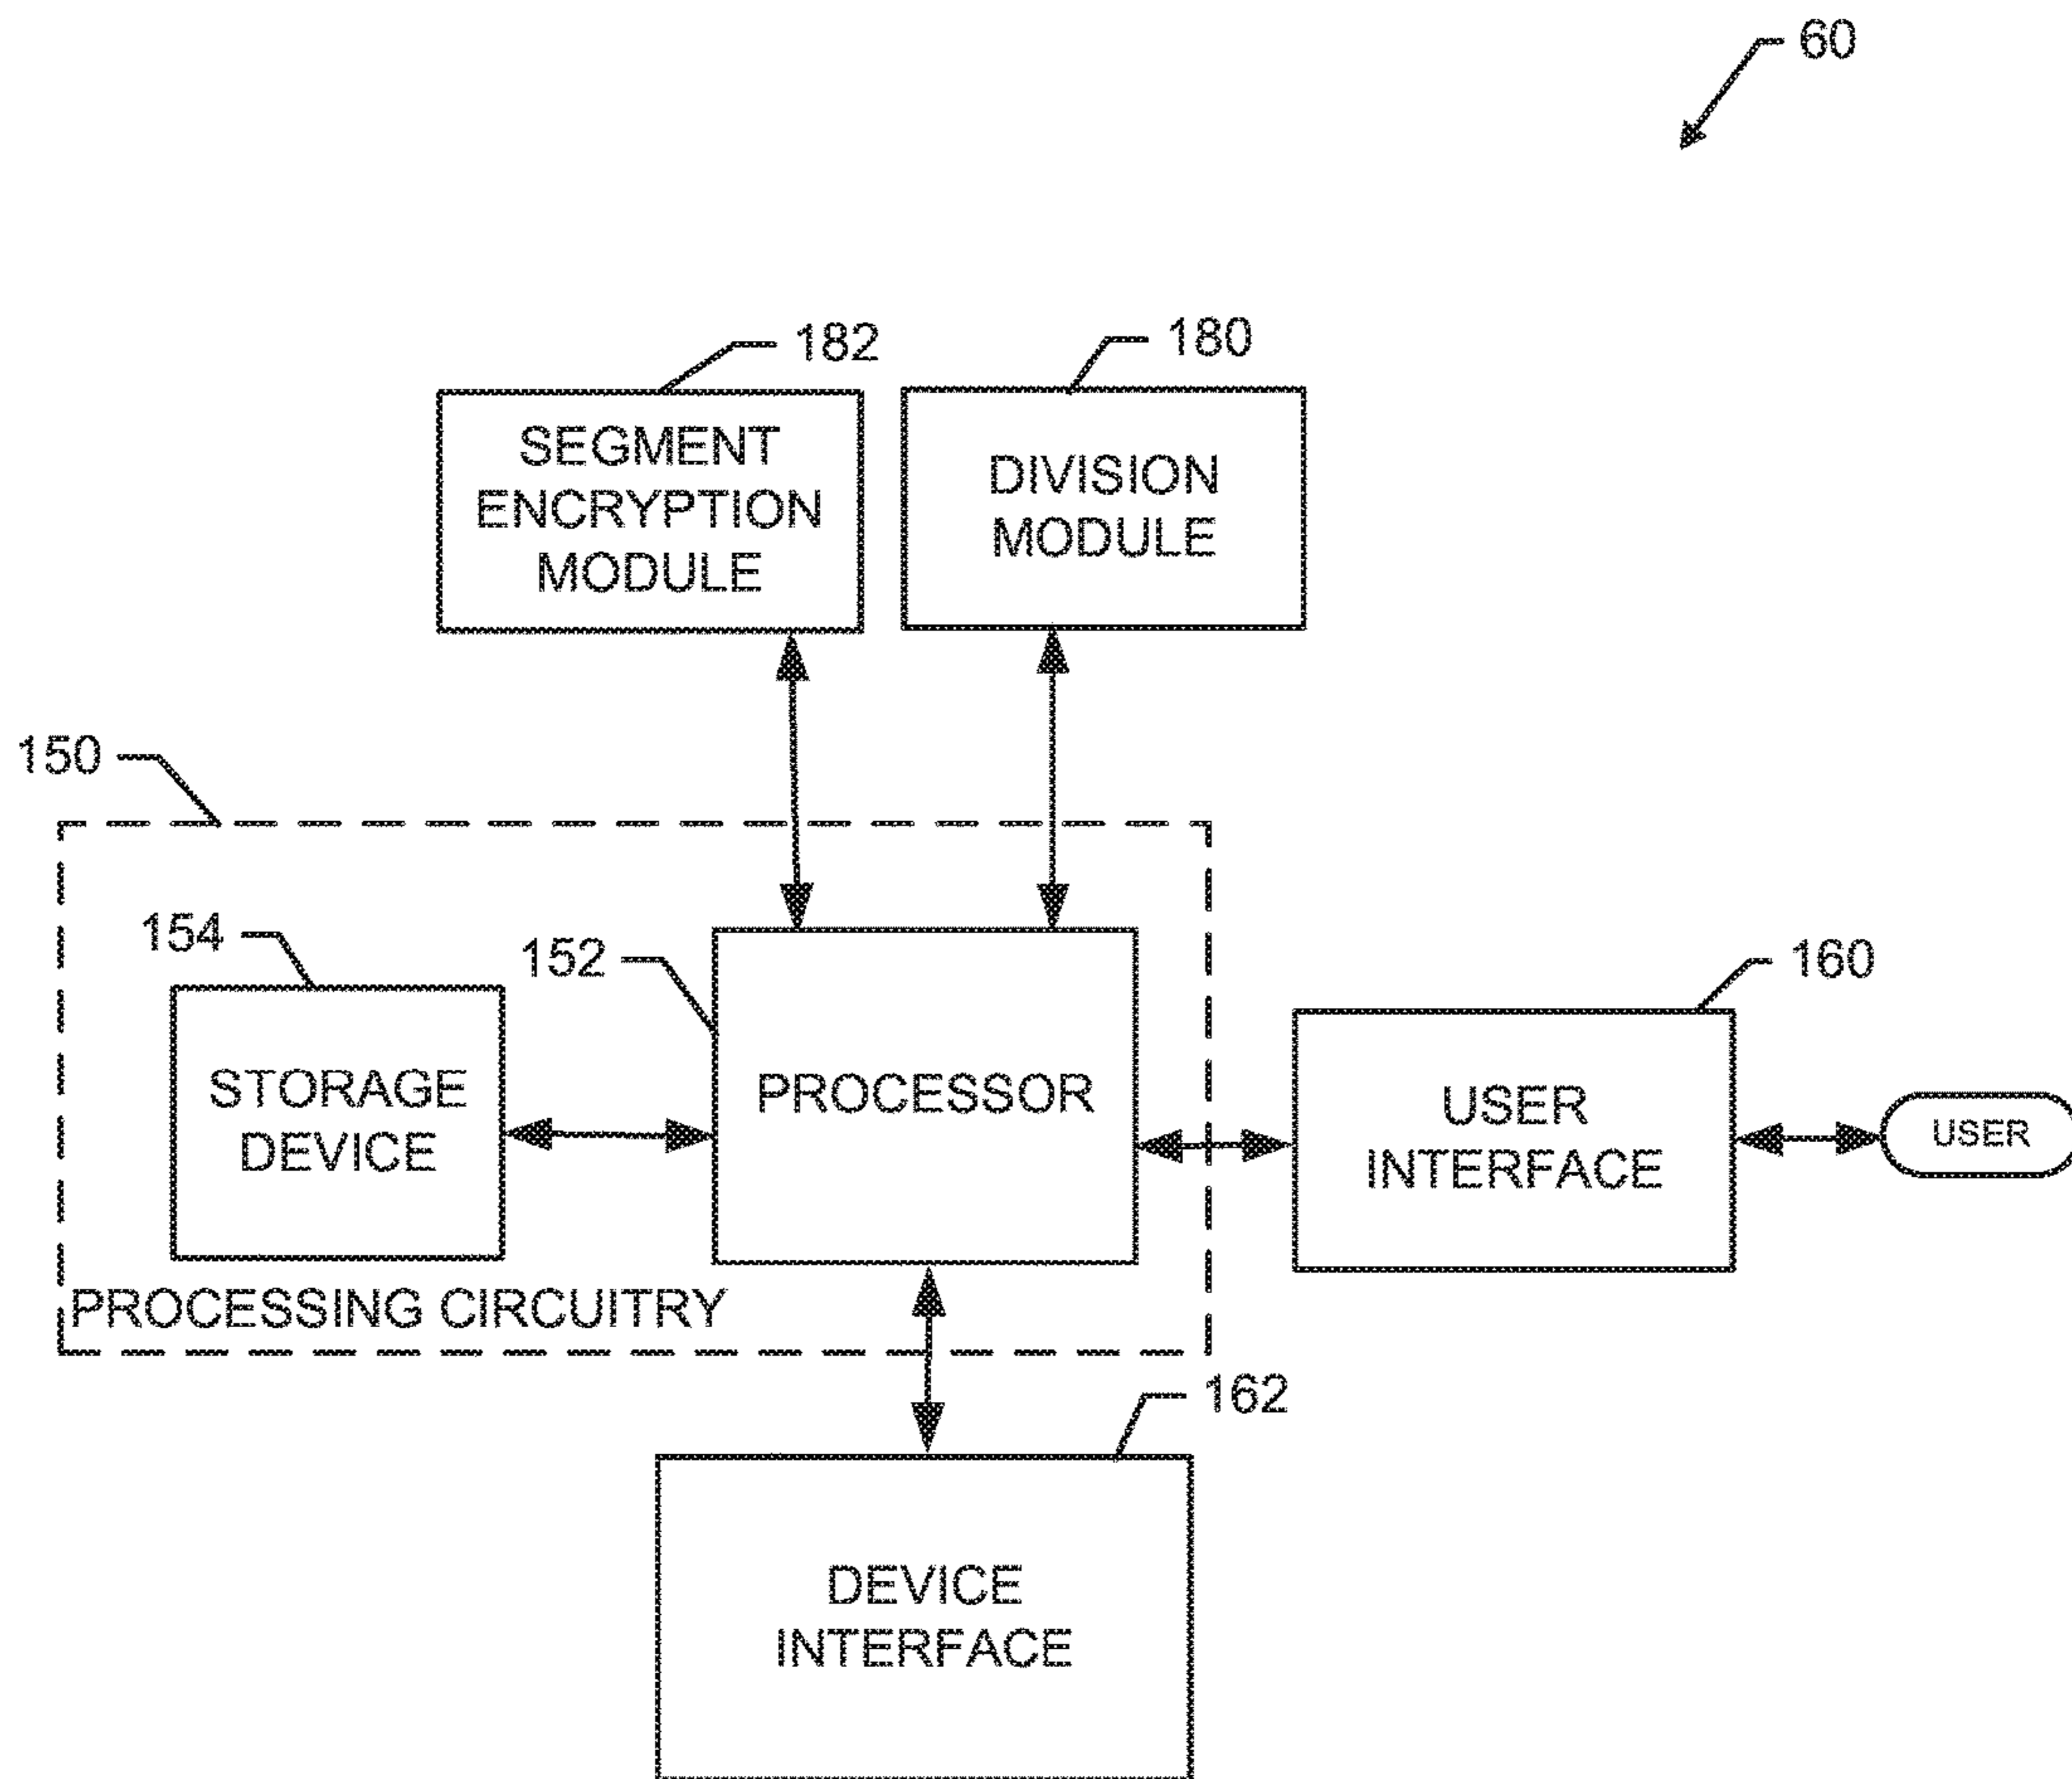 60
182
180
SEGMENT
ENCRYPTION
MODULE
DIVISION
MODULE
150
154
152
160
STORAGE
DEVICE
PROCESSOR
USER
INTERFACE
USER
PROCESSING CIRCUITRY
162
DEVICE
INTERFACE